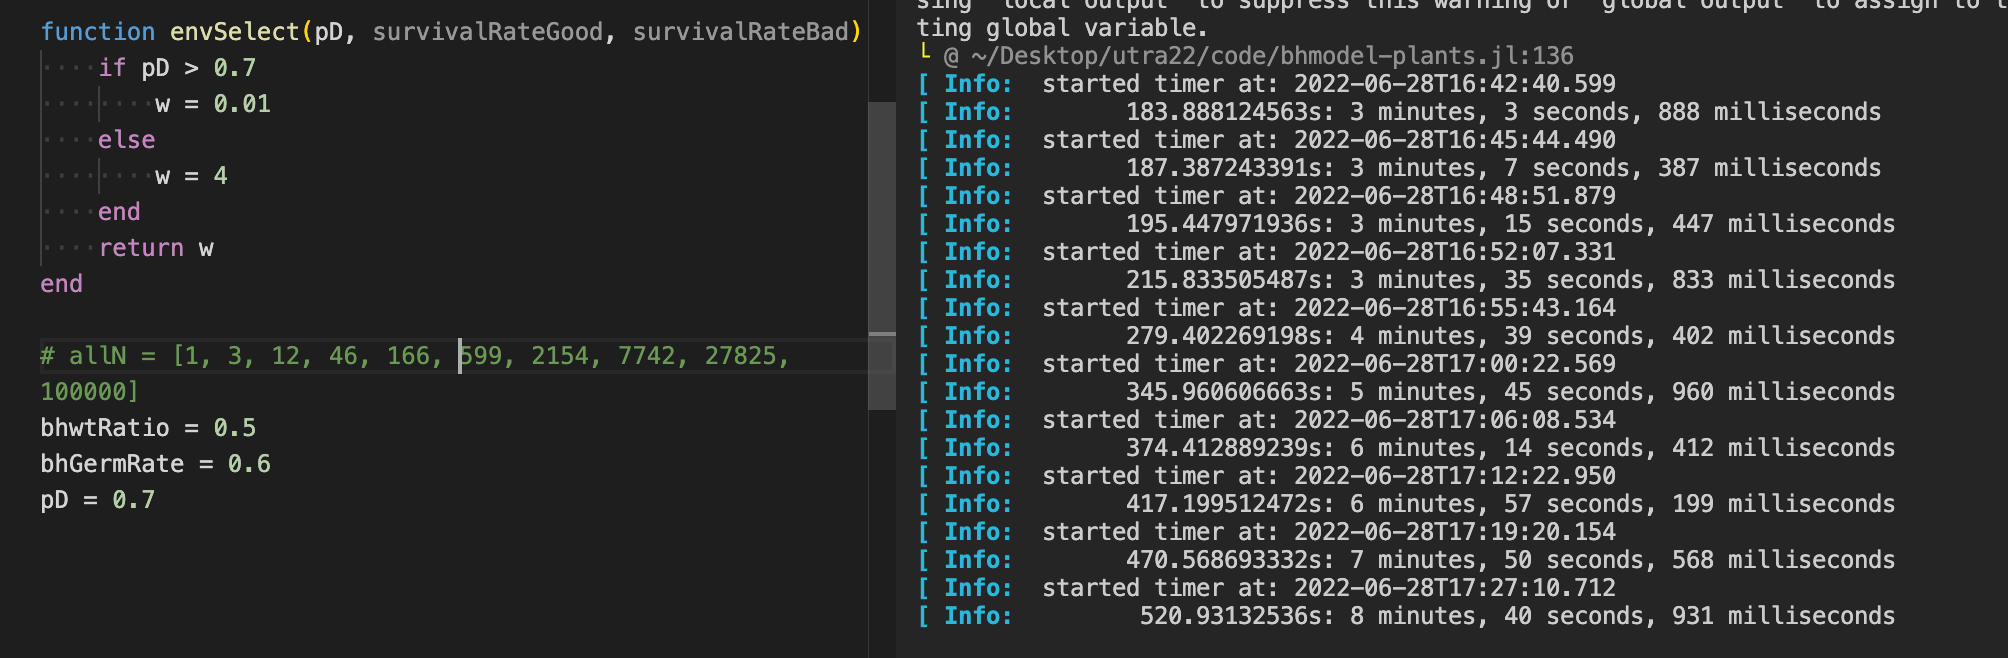 function envSelect(pD, survivalRateGood, survivalRateBad)
if pD > 0.7
w = 0.01
else
w = 4
end
return w
end
# allN = [1, 3, 12, 46, 166, 599, 2154, 7742, 27825,
100000]
bhwtRatio = 0.5
bhGermRate = 0.6
pD = 0.7
sing `local output` to suppress this warning or `global output` to assign to t
ting global variable.
└ @ ~/Desktop/utra22/code/bhmodel-plants.jl:136
[ Info:  started timer at: 2022-06-28T16:42:40.599
[ Info:        183.888124563s: 3 minutes, 3 seconds, 888 milliseconds
[ Info:  started timer at: 2022-06-28T16:45:44.490
[ Info:        187.387243391s: 3 minutes, 7 seconds, 387 milliseconds
[ Info:  started timer at: 2022-06-28T16:48:51.879
[ Info:        195.447971936s: 3 minutes, 15 seconds, 447 milliseconds
[ Info:  started timer at: 2022-06-28T16:52:07.331
[ Info:        215.833505487s: 3 minutes, 35 seconds, 833 milliseconds
[ Info:  started timer at: 2022-06-28T16:55:43.164
[ Info:        279.402269198s: 4 minutes, 39 seconds, 402 milliseconds
[ Info:  started timer at: 2022-06-28T17:00:22.569
[ Info:        345.960606663s: 5 minutes, 45 seconds, 960 milliseconds
[ Info:  started timer at: 2022-06-28T17:06:08.534
[ Info:        374.412889239s: 6 minutes, 14 seconds, 412 milliseconds
[ Info:  started timer at: 2022-06-28T17:12:22.950
[ Info:        417.199512472s: 6 minutes, 57 seconds, 199 milliseconds
[ Info:  started timer at: 2022-06-28T17:19:20.154
[ Info:        470.568693332s: 7 minutes, 50 seconds, 568 milliseconds
[ Info:  started timer at: 2022-06-28T17:27:10.712
[ Info:         520.93132536s: 8 minutes, 40 seconds, 931 milliseconds